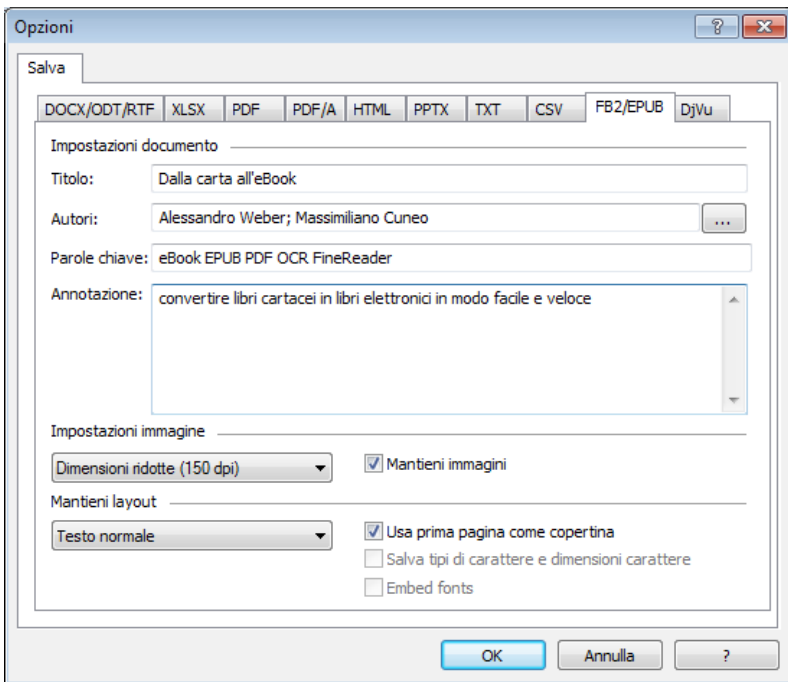 Opzioni
Salva
DOCX/ODT/RTF XLSX PDF PDF/A HTML PPTX TXT CSV FB2/EPUB DjVu
Impostazioni documento
Titolo: Dalla carta all'eBook
Autori: Alessandro Weber; Massimiliano Cuneo ...
Parole chiave: eBook EPUB PDF OCR FineReader
Annotazione: convertire libri cartacei in libri elettronici in modo facile e veloce
Impostazioni immagine
Dimensioni ridotte (150 dpi) Mantieni immagini
Mantieni layout
Testo normale Usa prima pagina come copertina
Salva tipi di carattere e dimensioni carattere
Embed fonts
OK Annulla ?